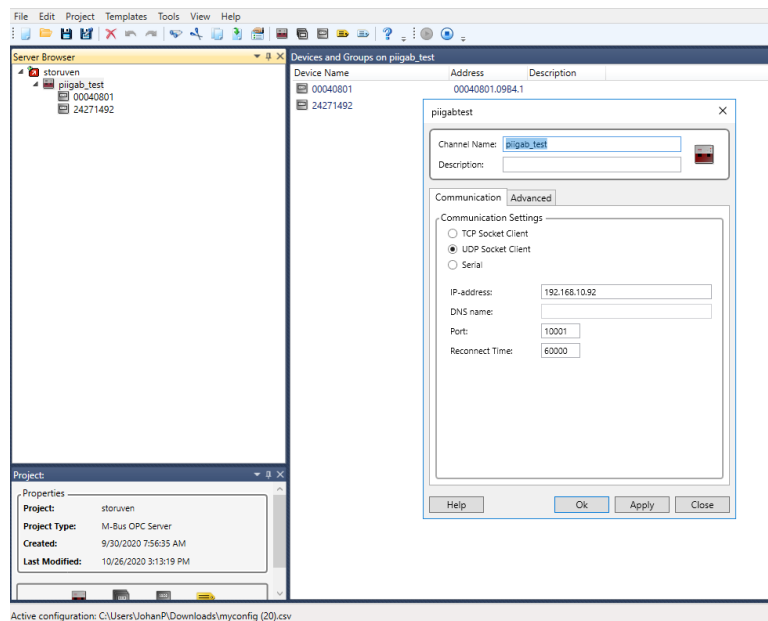 File Edit Project Templates Tools View Help
Server Browser
storuven
piigab_test
00040801
24271492
Devices and Groups on piigab_test
Device Name Address Description
00040801 00040801.0984.1
24271492
piigabtest
Channel Name: piigab_test
Description:
Communication Advanced
Communication Settings
TCP Socket Client
UDP Socket Client
Serial
IP-address: 192.168.10.92
DNS name:
Port: 10001
Reconnect Time: 60000
Help Ok Apply Close
Project:
Properties
Project: storuven
Project Type: M-Bus OPC Server
Created: 9/30/2020 7:56:35 AM
Last Modified: 10/26/2020 3:13:19 PM
Active configuration: C:\Users\JohanP\Downloads\myconfig (20).csv